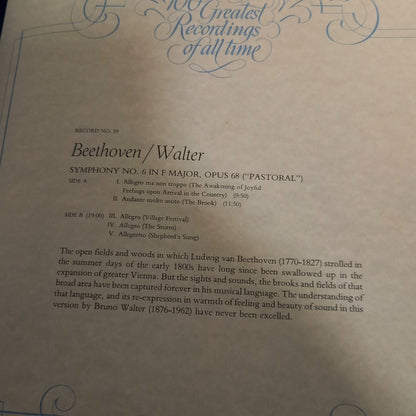 100 Greatest
Recordings
of all time
RECORD NO. 39
Beethoven/Walter
SYMPHONY NO. 6 IN F MAJOR, OPUS 68 ("PASTORAL")
SIDE A I. Allegro ma non troppo (The Awakening of Joyful
Feelings upon Arrival in the Country) (9:50)
II. Andante molto moto (The Brook) (11:50)
SIDE B (19:00) III. Allegro (Village Festival)
IV. Allegro (The Storm)
V. Allegretto (Shepherd's Song)
The open fields and woods in which Ludwig van Beethoven (1770–1827) strolled in
the summer days of the early 1800s have long since been swallowed up in the
expansion of greater Vienna. But the sights and sounds, the brooks and fields of that
broad area have been captured forever in his musical language. The understanding of
that language, and its re-expression in warmth of feeling and beauty of sound in this
version by Bruno Walter (1876–1962) have never been excelled.